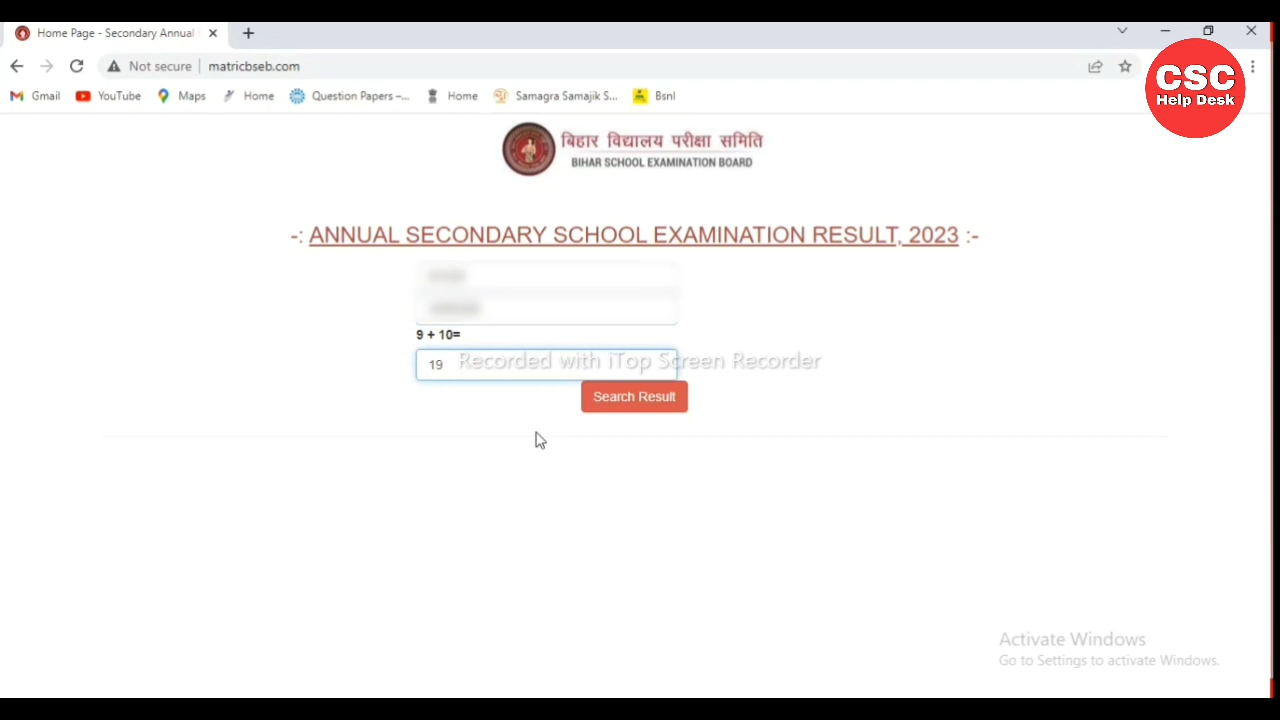 Home Page - Secondary Annual
Not secure matricbseb.com
CSC
Help Desk
Gmail YouTube Maps Home Question Papers –... Home Samagra Samajik S... Bsnl
बिहार विद्यालय परीक्षा समिति
BIHAR SCHOOL EXAMINATION BOARD
-: ANNUAL SECONDARY SCHOOL EXAMINATION RESULT, 2023 :-
9 + 10=
19
Recorded with iTop Screen Recorder
Search Result
Activate Windows
Go to Settings to activate Windows.